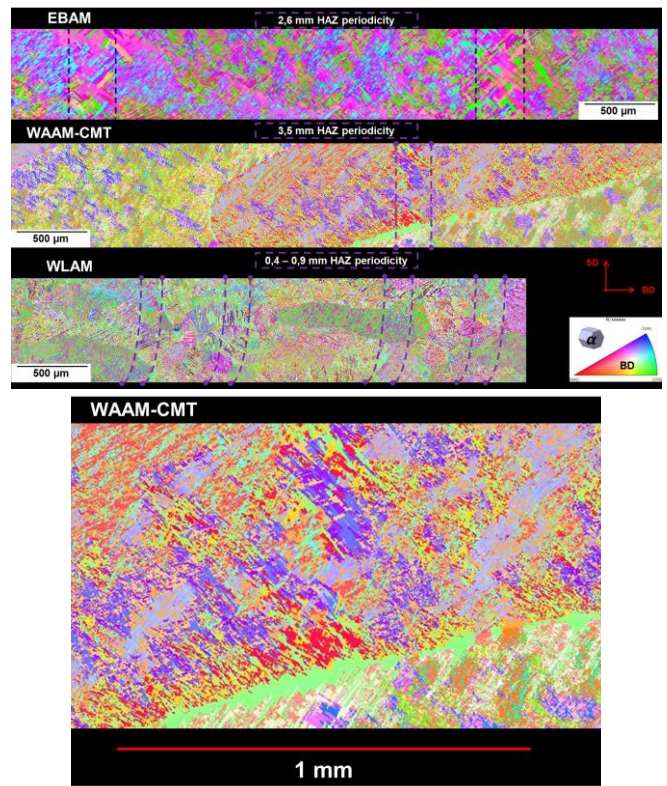 EBAM
2,6 mm HAZ periodicity
500 µm
WAAM-CMT
3,5 mm HAZ periodicity
500 µm
WLAM
0,4 – 0,9 mm HAZ periodicity
500 µm
SD
BD
α
BD
WAAM-CMT
1 mm